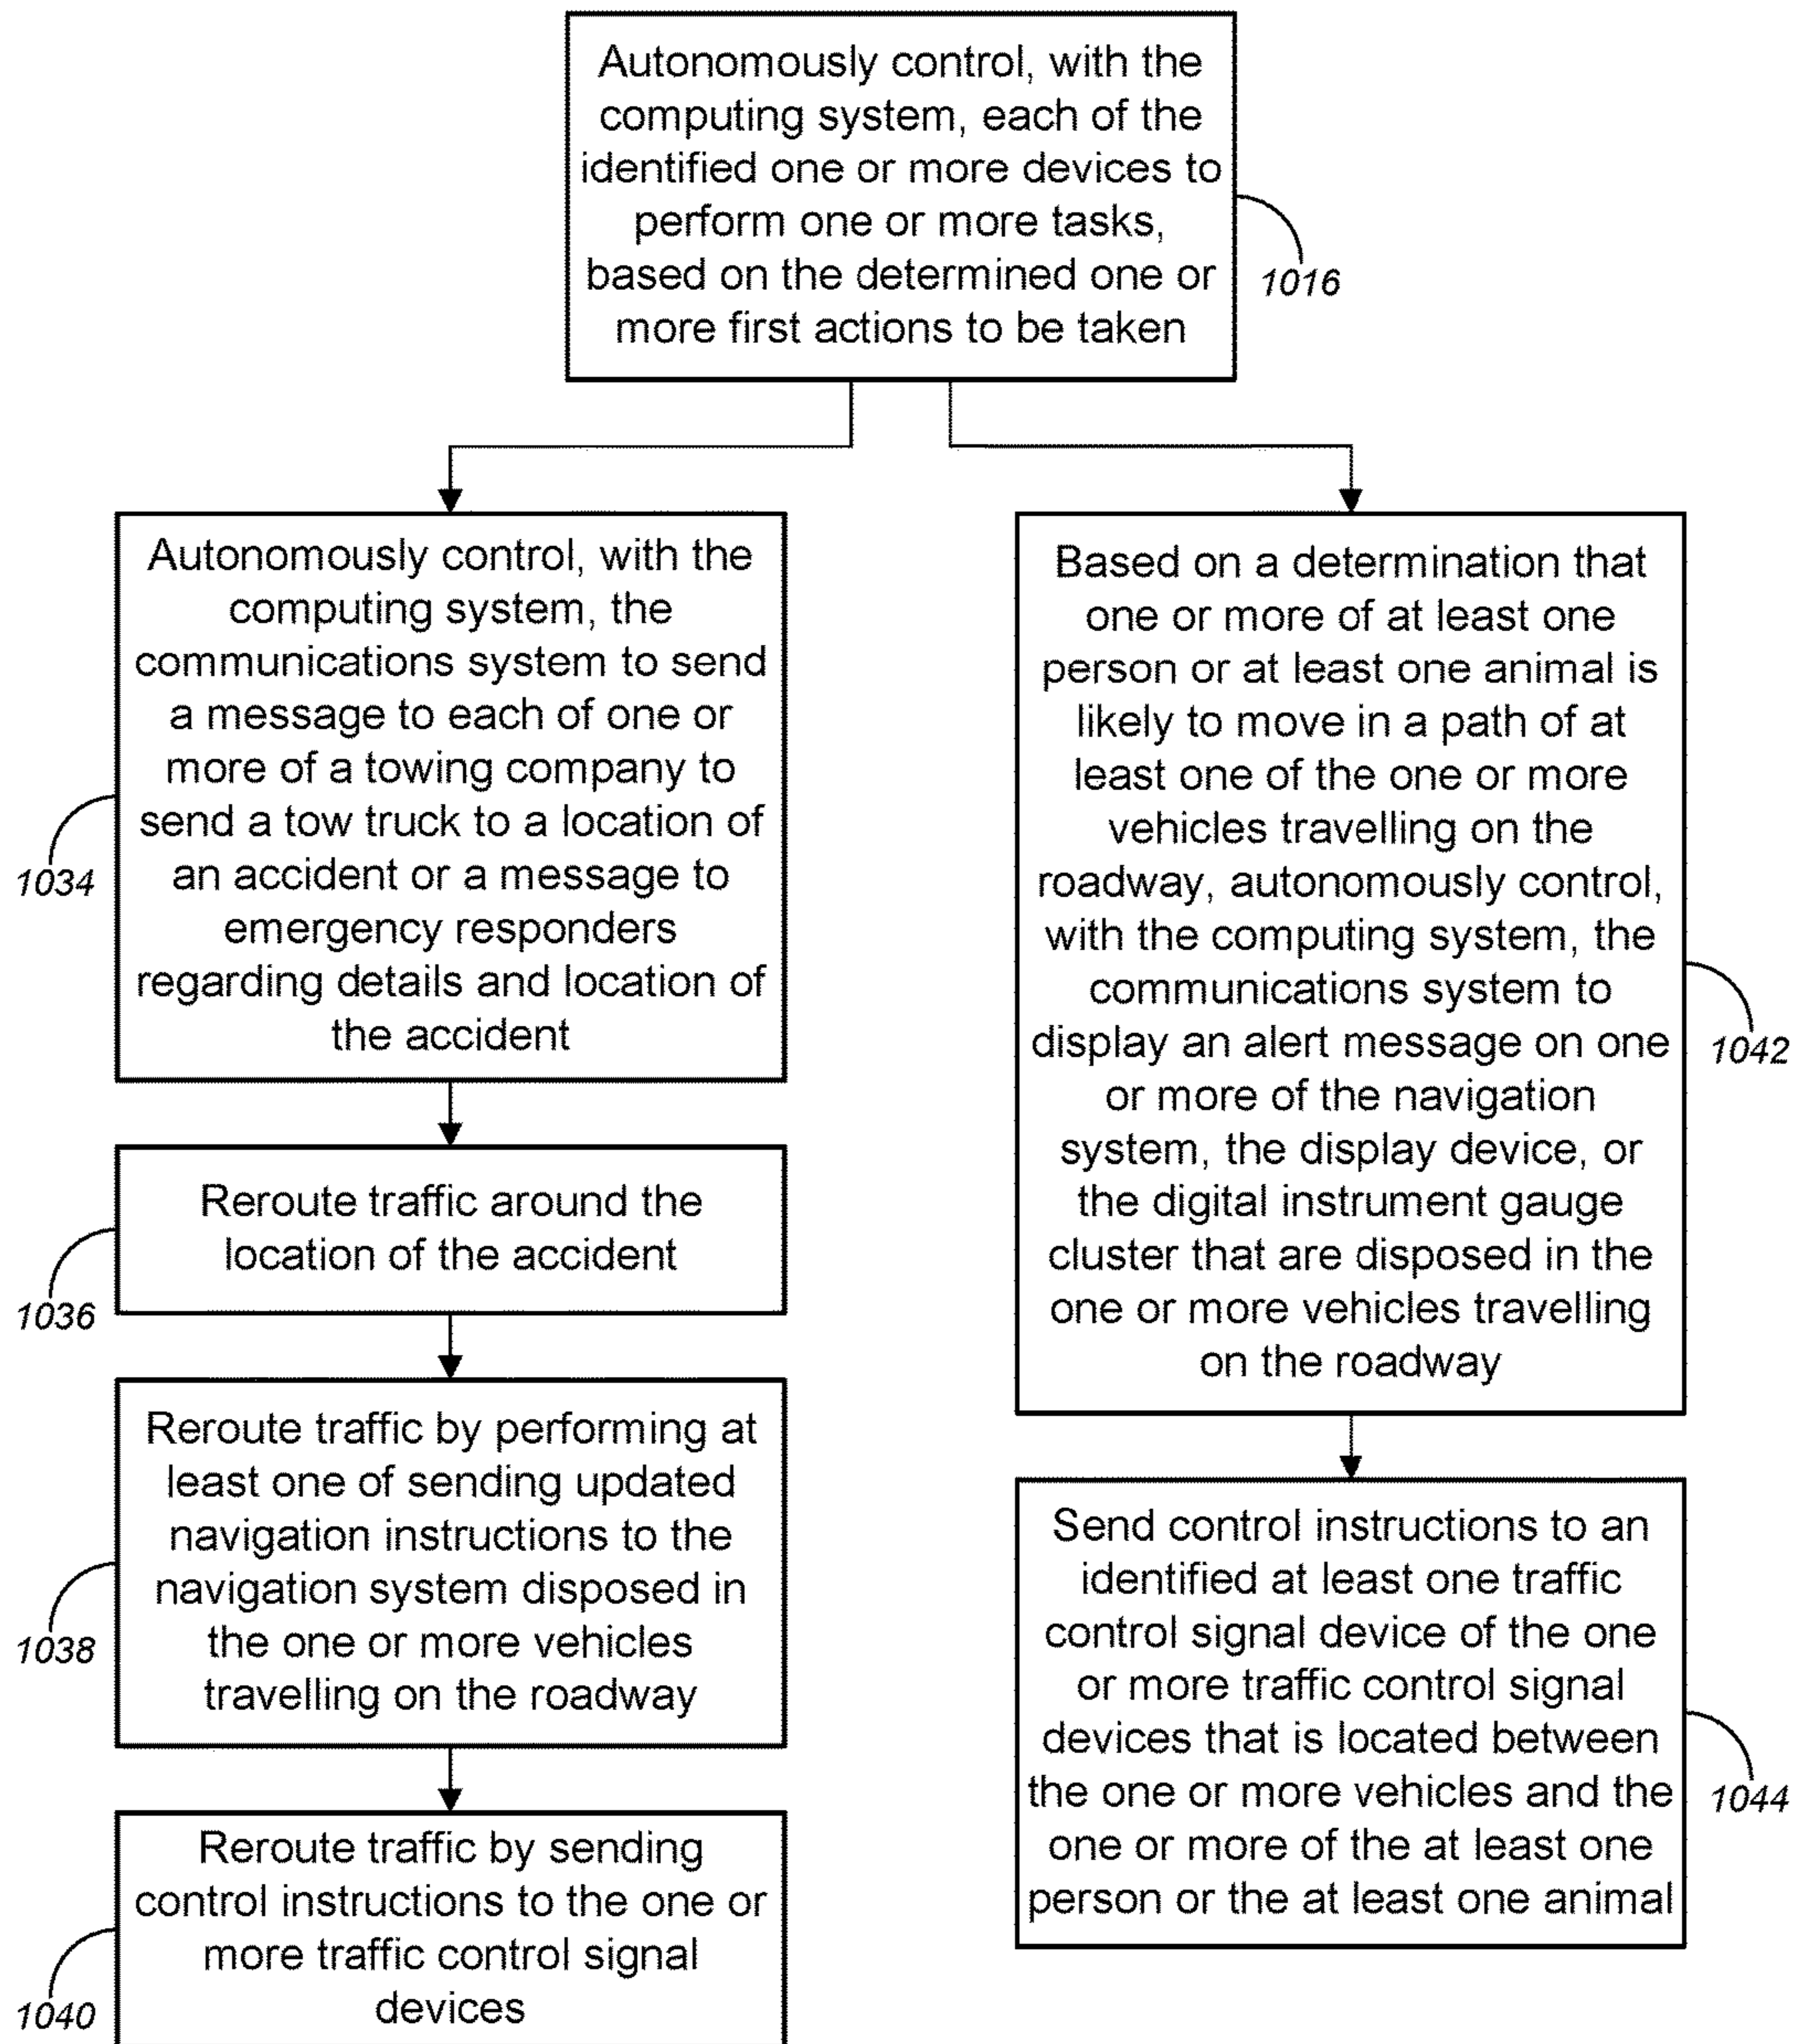 Autonomously control, with the
computing system, each of the
identified one or more devices to
perform one or more tasks,
based on the determined one or
more first actions to be taken
1016
Autonomously control, with the
computing system, the
communications system to send
a message to each of one or
more of a towing company to
send a tow truck to a location of
an accident or a message to
emergency responders
regarding details and location of
the accident
1034
Reroute traffic around the
location of the accident
1036
Reroute traffic by performing at
least one of sending updated
navigation instructions to the
navigation system disposed in
the one or more vehicles
travelling on the roadway
1038
Reroute traffic by sending
control instructions to the one or
more traffic control signal
devices
1040
Based on a determination that
one or more of at least one
person or at least one animal is
likely to move in a path of at
least one of the one or more
vehicles travelling on the
roadway, autonomously control,
with the computing system, the
communications system to
display an alert message on one
or more of the navigation
system, the display device, or
the digital instrument gauge
cluster that are disposed in the
one or more vehicles travelling
on the roadway
1042
Send control instructions to an
identified at least one traffic
control signal device of the one
or more traffic control signal
devices that is located between
the one or more vehicles and the
one or more of the at least one
person or the at least one animal
1044